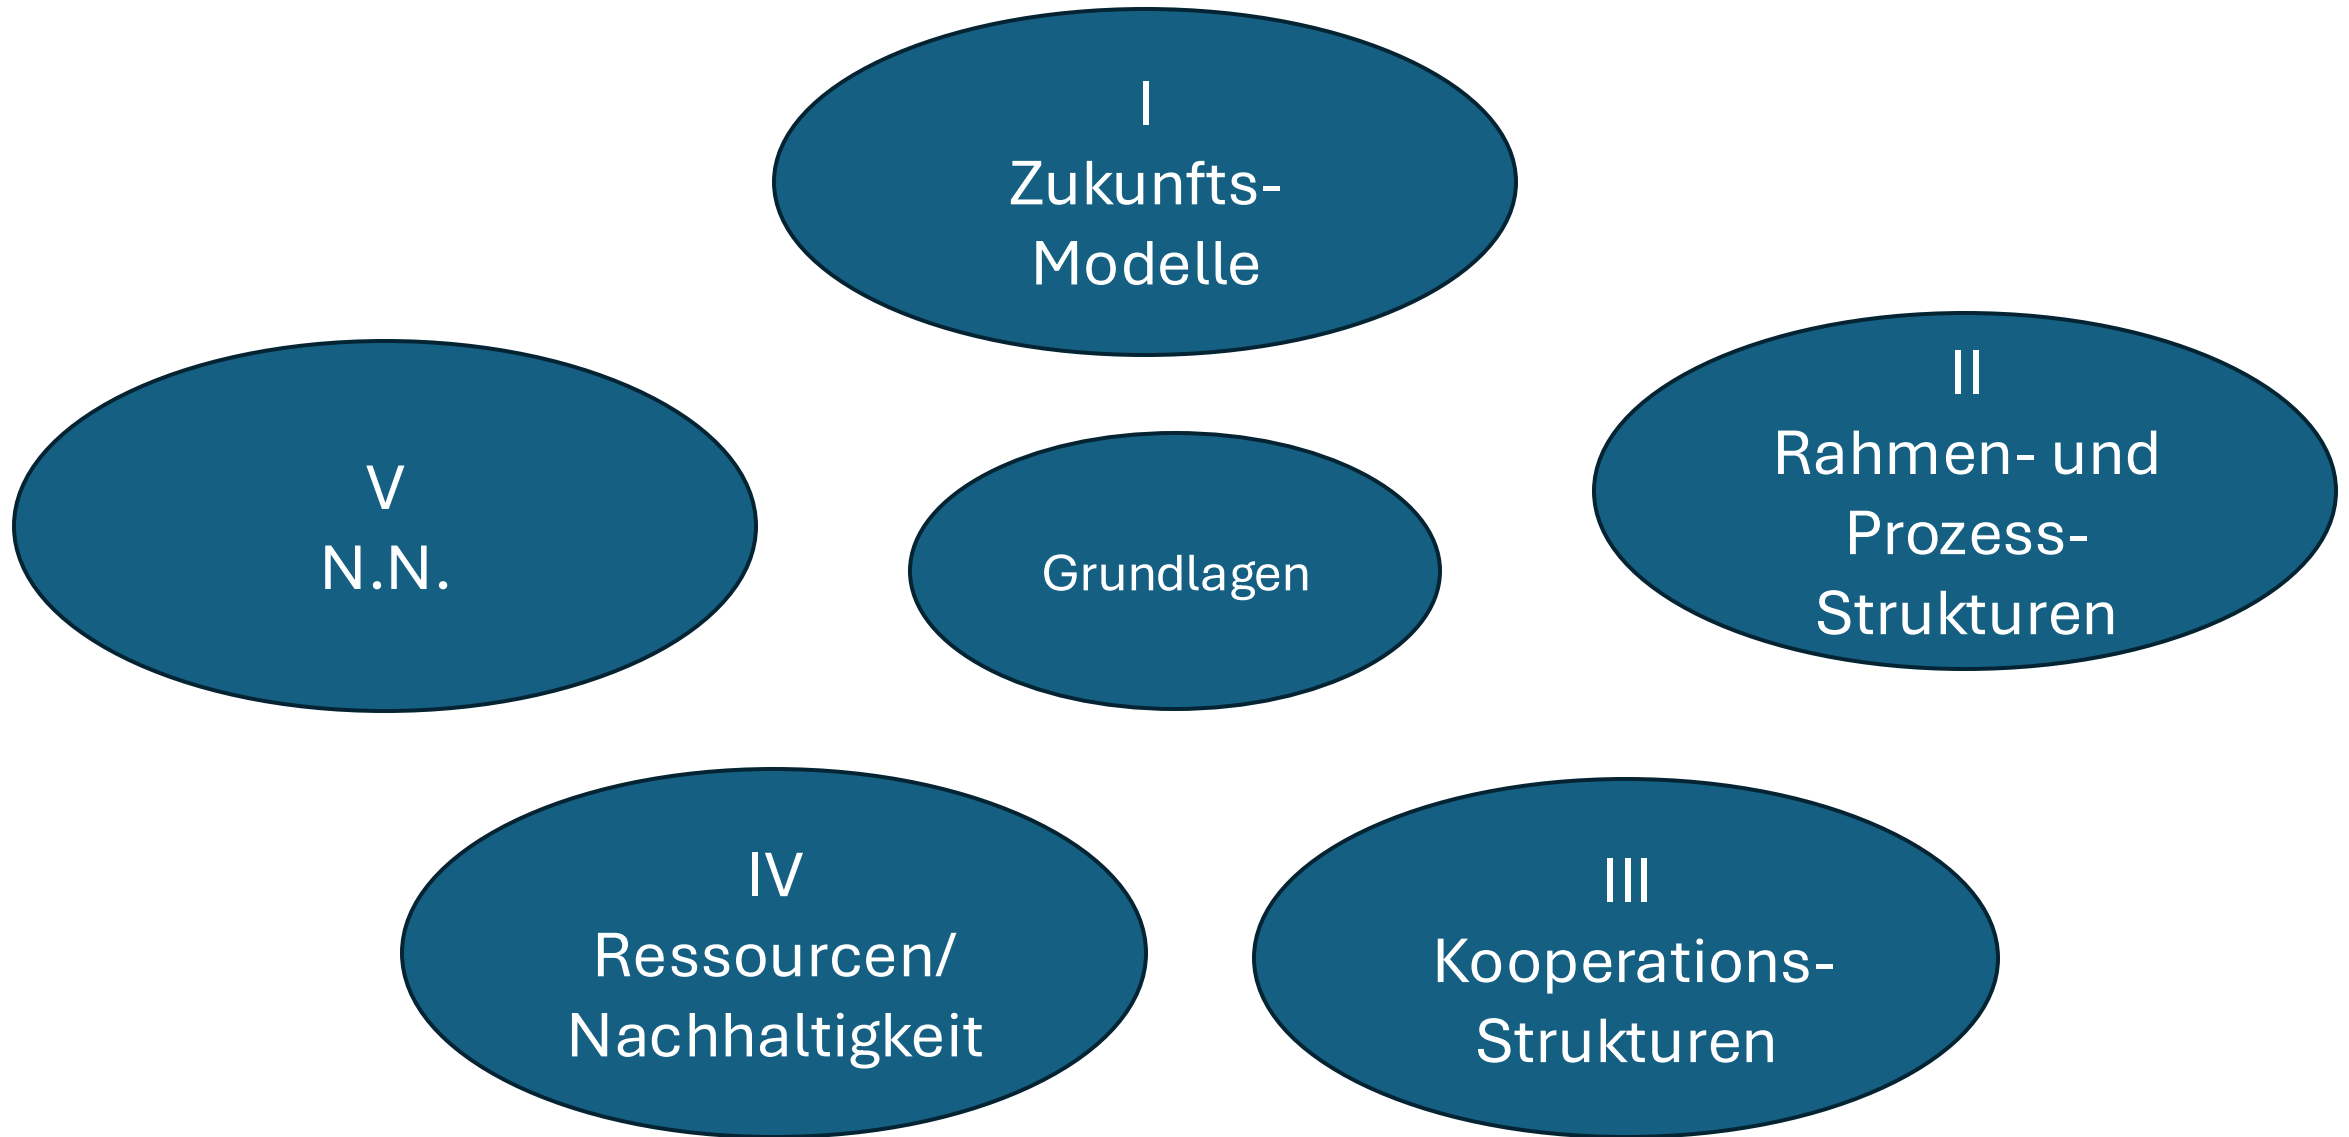 I
Zukunfts-
Modelle
II
Rahmen- und
Prozess-
Strukturen
V
N.N.
Grundlagen
IV
Ressourcen/
Nachhaltigkeit
III
Kooperations-
Strukturen